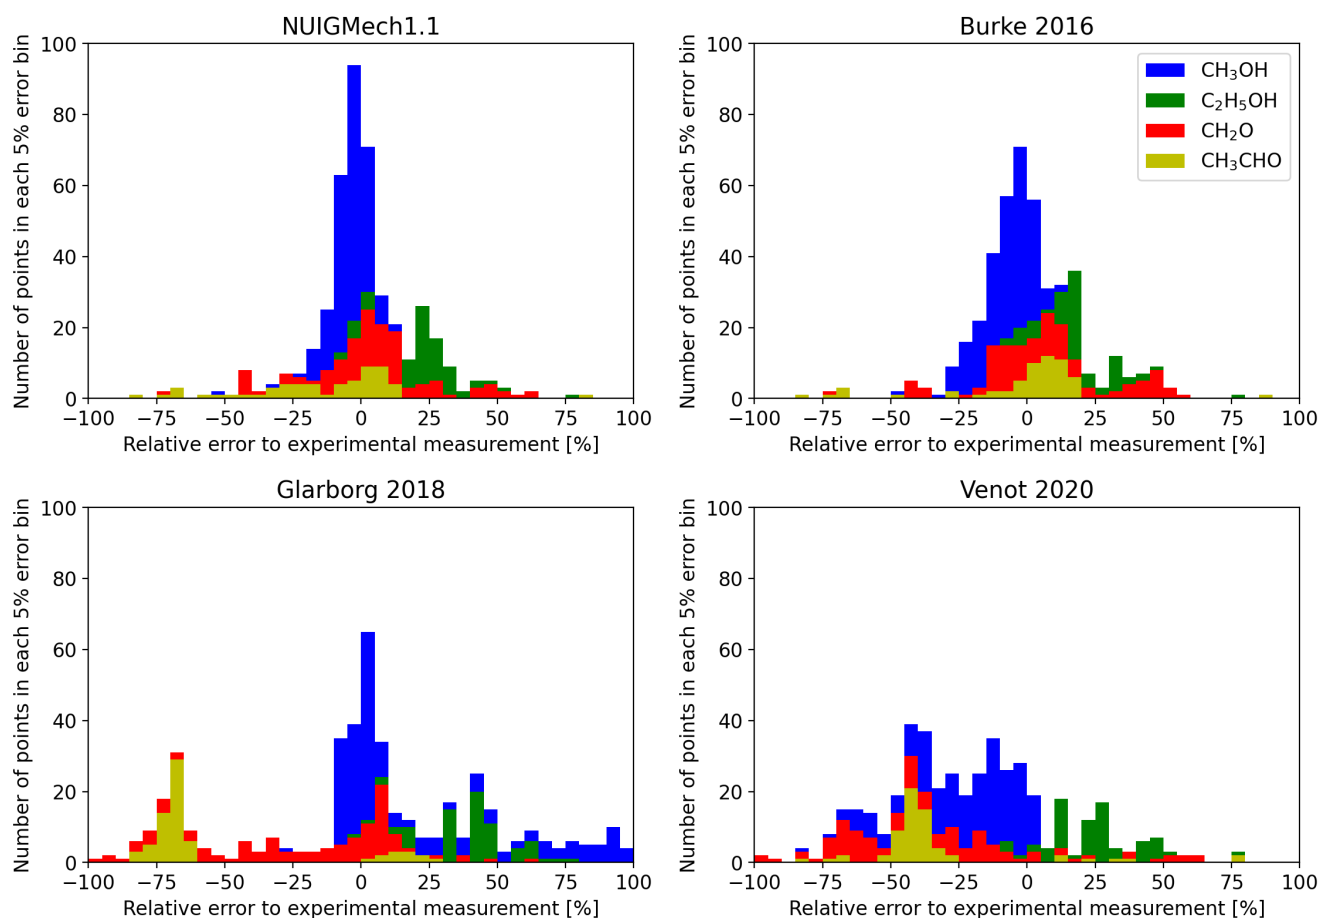 NUIGMech1.1
Number of points in each 5% error bin
100
80
60
40
20
0
−100 −75 −50 −25 0 25 50 75 100
Relative error to experimental measurement [%]
Burke 2016
Number of points in each 5% error bin
100
80
60
40
20
0
CH₃OH
C₂H₅OH
CH₂O
CH₃CHO
−100 −75 −50 −25 0 25 50 75 100
Relative error to experimental measurement [%]
Glarborg 2018
Number of points in each 5% error bin
100
80
60
40
20
0
−100 −75 −50 −25 0 25 50 75 100
Relative error to experimental measurement [%]
Venot 2020
Number of points in each 5% error bin
100
80
60
40
20
0
−100 −75 −50 −25 0 25 50 75 100
Relative error to experimental measurement [%]